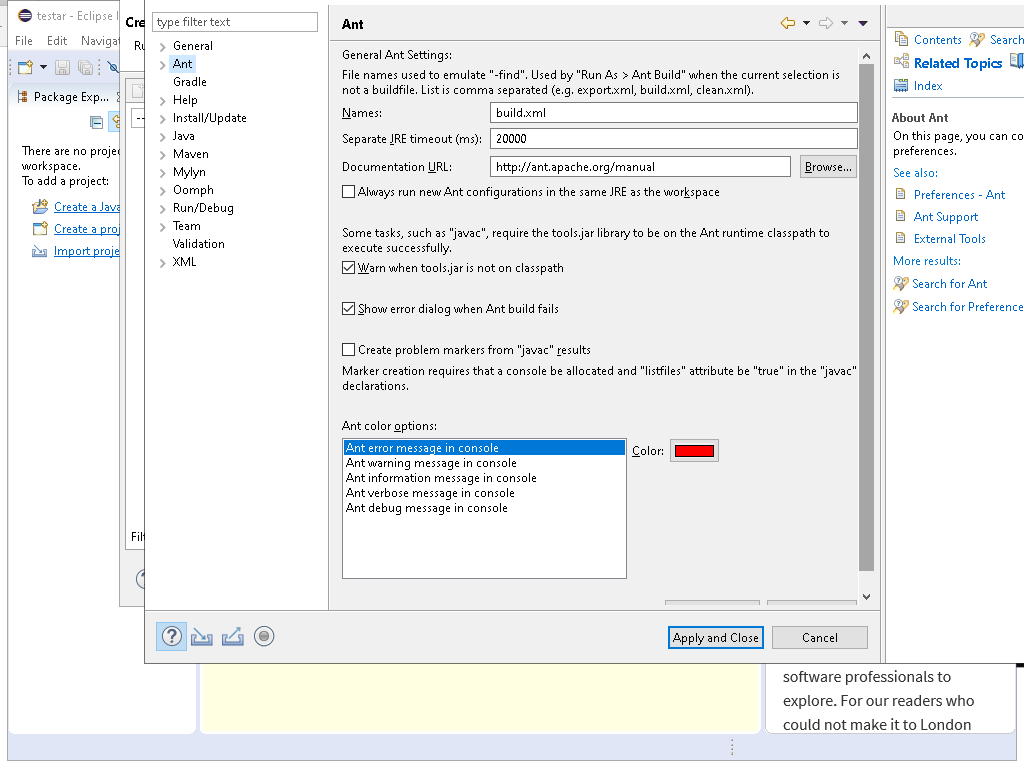 testar - Eclipse I
File Edit Navigat
Package Exp...
There are no proje
workspace.
To add a project:
Create a Java
Create a proj
Import proje
Cre
Ru
Filt
type filter text
General
Ant
Gradle
Help
Install/Update
Java
Maven
Mylyn
Oomph
Run/Debug
Team
Validation
XML
Ant
General Ant Settings:
File names used to emulate "-find". Used by "Run As > Ant Build" when the current selection is
not a buildfile. List is comma separated (e.g. export.xml, build.xml, clean.xml).
Names: build.xml
Separate JRE timeout (ms): 20000
Documentation URL: http://ant.apache.org/manual Browse...
Always run new Ant configurations in the same JRE as the workspace
Some tasks, such as "javac", require the tools.jar library to be on the Ant runtime classpath to
execute successfully.
Warn when tools.jar is not on classpath
Show error dialog when Ant build fails
Create problem markers from "javac" results
Marker creation requires that a console be allocated and "listfiles" attribute be "true" in the "javac"
declarations.
Ant color options:
Ant error message in console
Ant warning message in console
Ant information message in console
Ant verbose message in console
Ant debug message in console
Color:
Apply and Close Cancel
Contents Search
Related Topics
Index
About Ant
On this page, you can co
preferences.
See also:
Preferences - Ant
Ant Support
External Tools
More results:
Search for Ant
Search for Preference
software professionals to
explore. For our readers who
could not make it to London